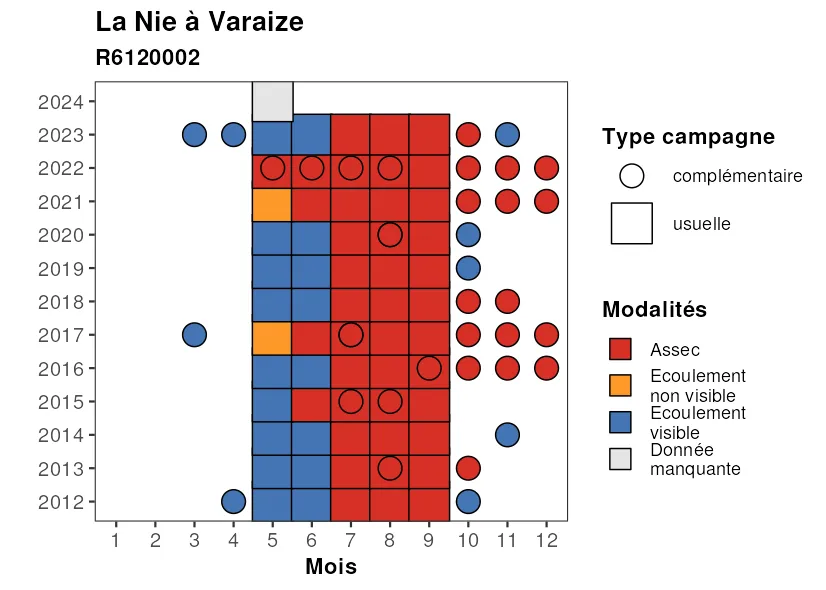 La Nie à Varaize
R6120002
2024
2023
2022
2021
2020
2019
2018
2017
2016
2015
2014
2013
2012
1 2 3 4 5 6 7 8 9 10 11 12
Mois
Type campagne
complémentaire
usuelle
Modalités
Assec
Ecoulement
non visible
Ecoulement
visible
Donnée
manquante